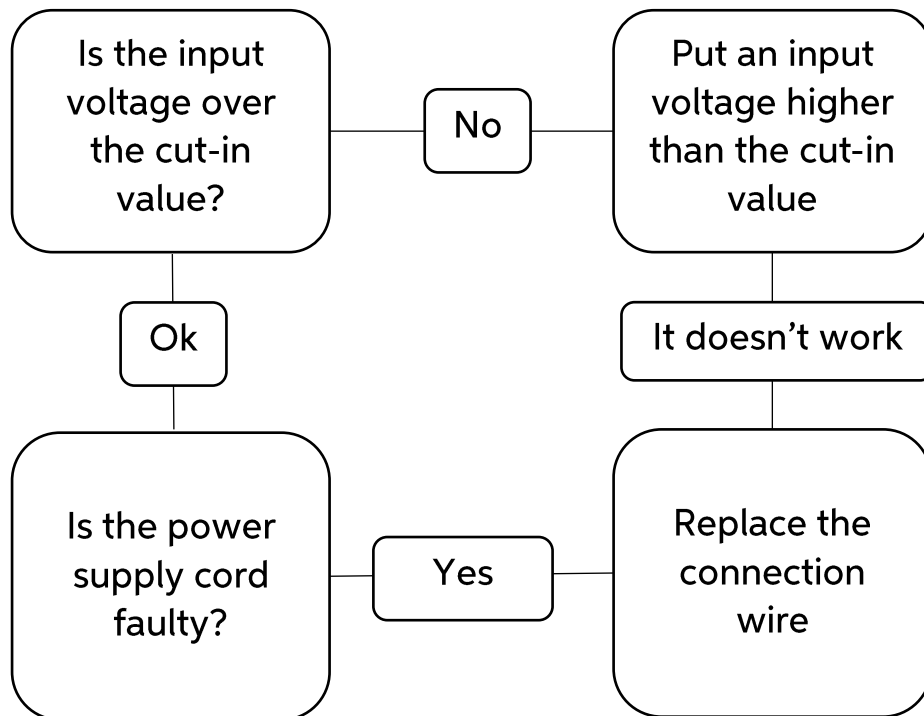 Is the input
voltage over
the cut-in
value?
No
Put an input
voltage higher
than the cut-in
value
Ok
It doesn't work
Is the power
supply cord
faulty?
Yes
Replace the
connection
wire